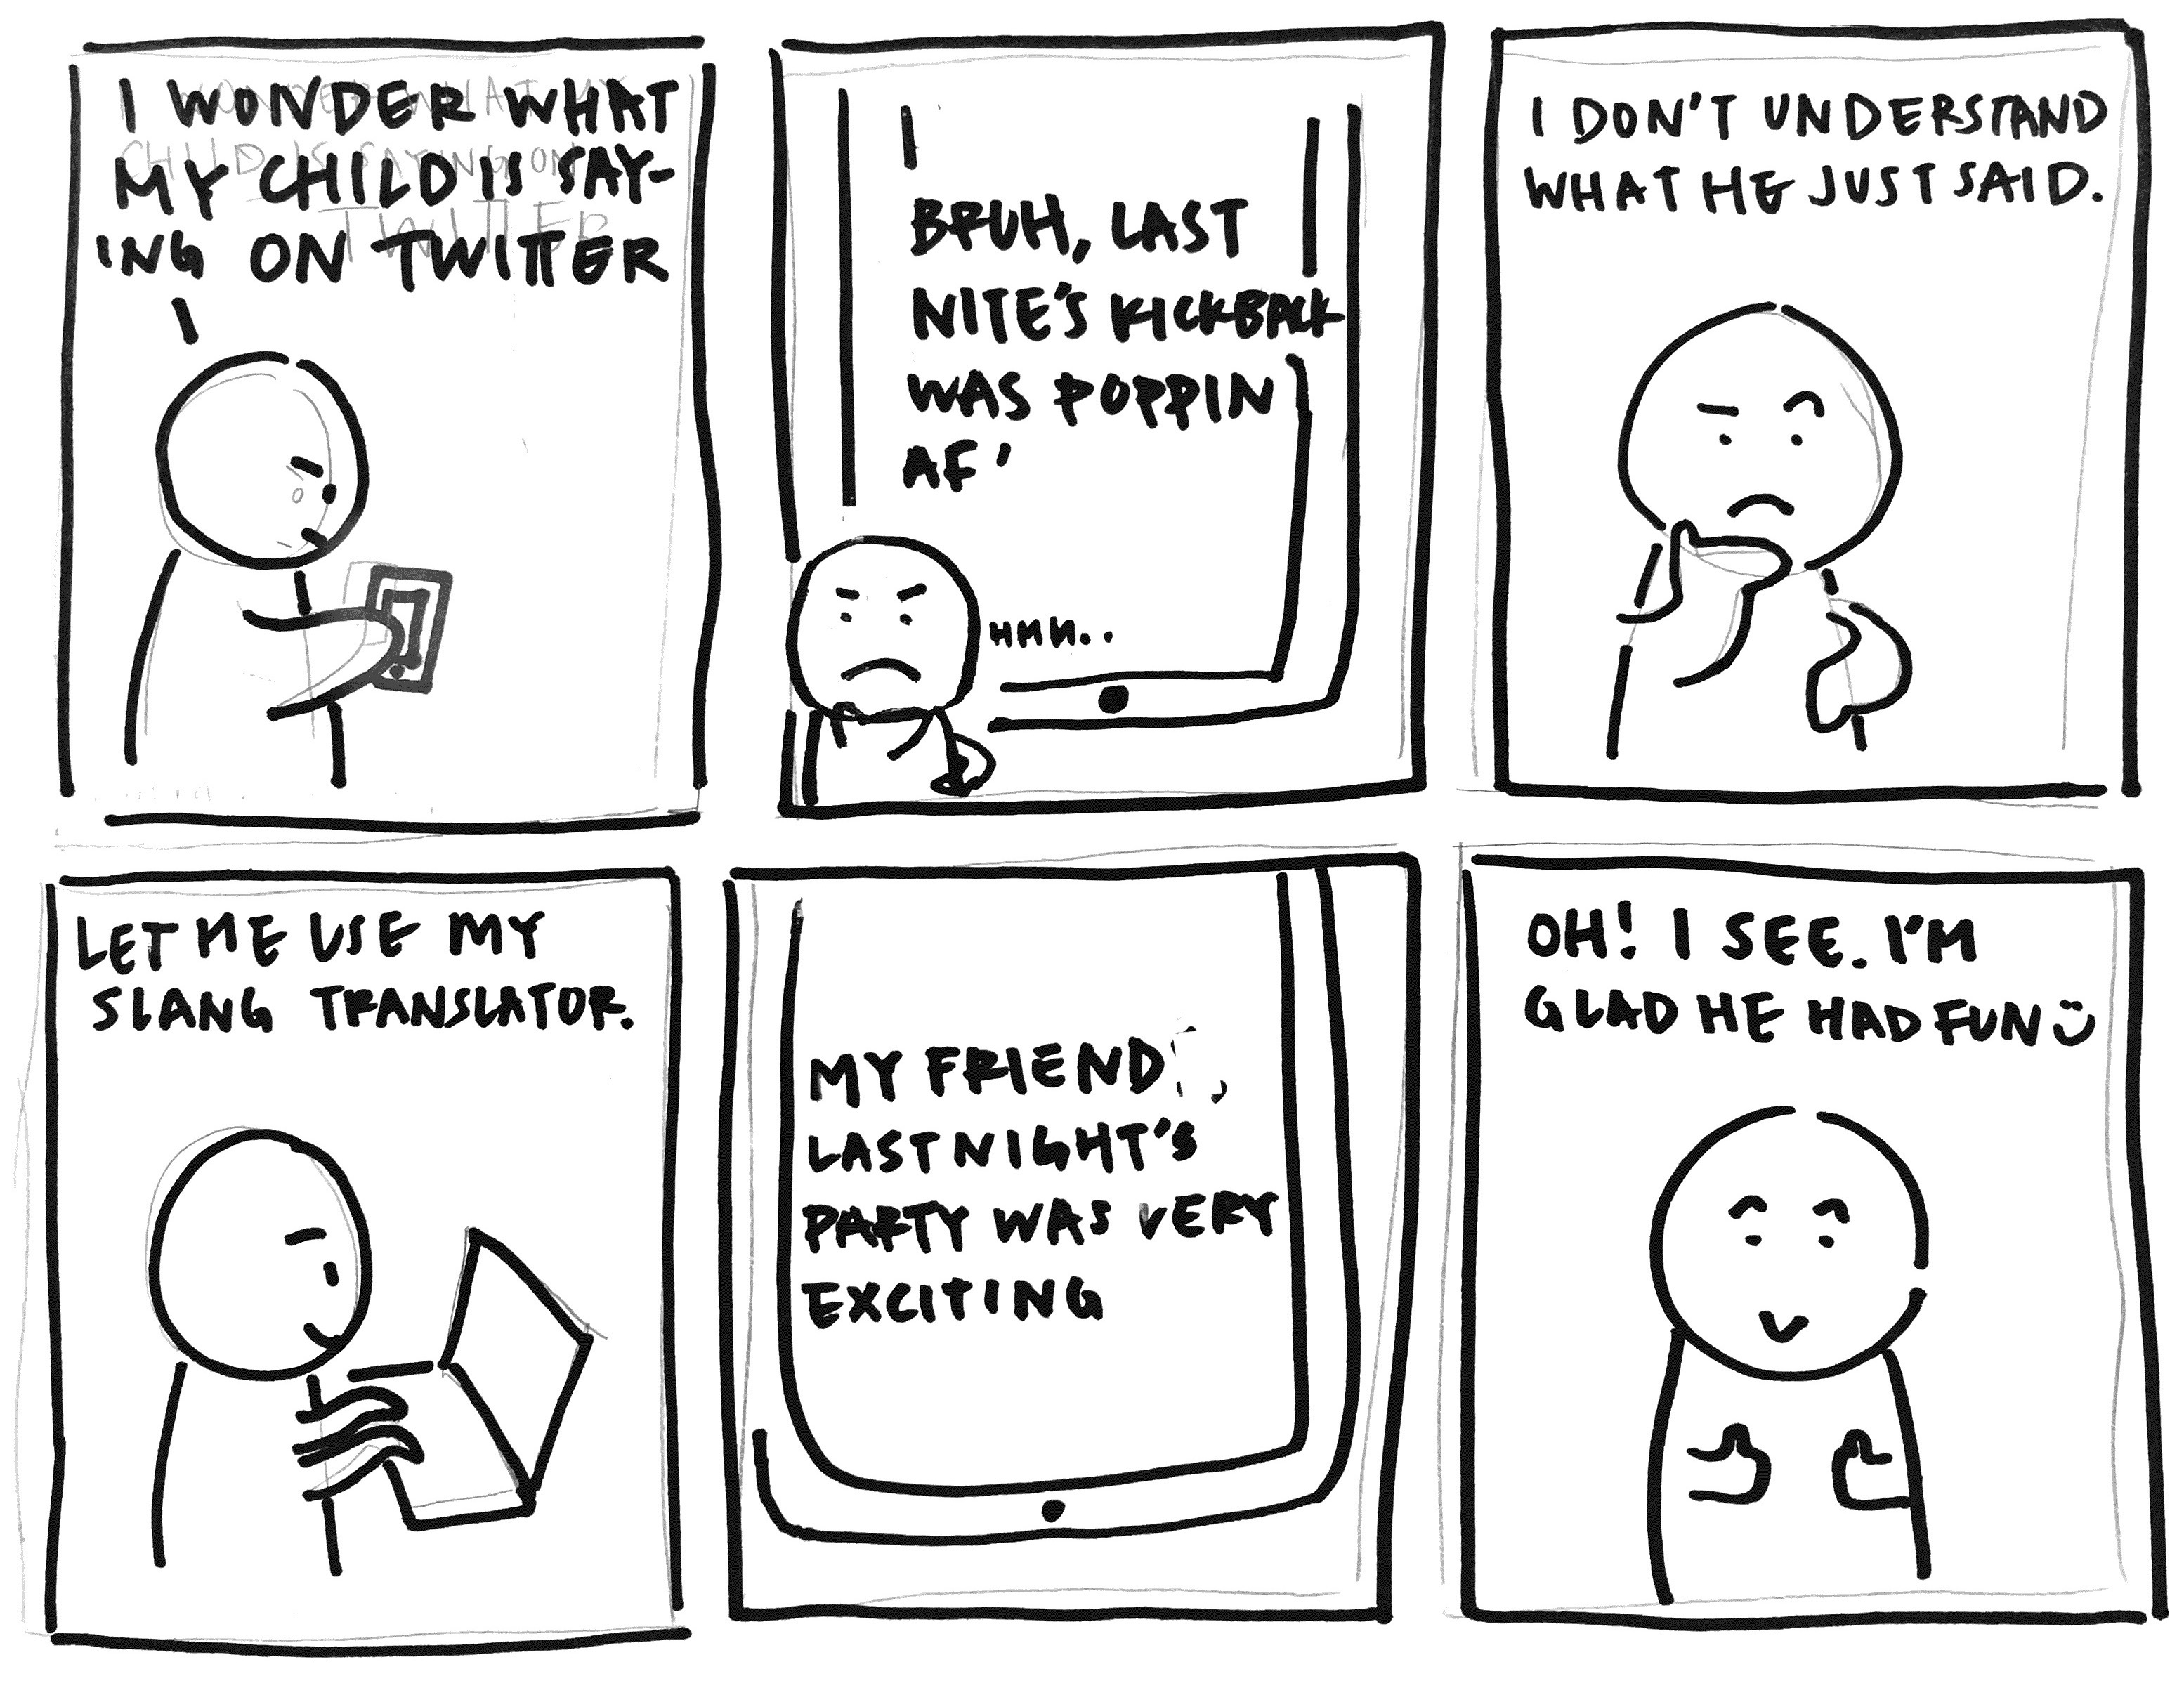 I WONDER WHAT
MY CHILD IS SAY-
ING ON TWITTER
BRUH, LAST
NITE'S KICKBACK
WAS POPPIN
AF'
HMM..
I DON'T UNDERSTAND
WHAT HE JUST SAID.
LET ME USE MY
SLANG TRANSLATOR.
MY FRIEND,
LAST NIGHT'S
PARTY WAS VERY
EXCITING
OH! I SEE. I'M
GLAD HE HAD FUN